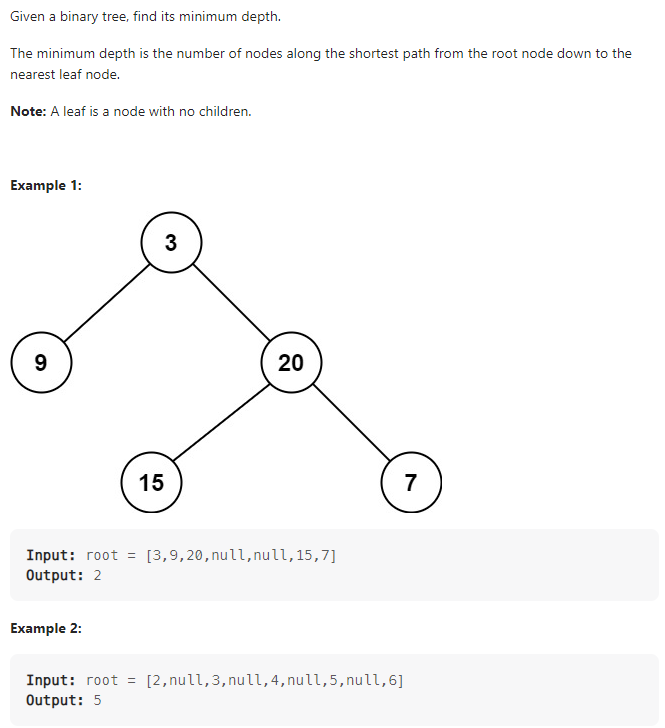 Given a binary tree, find its minimum depth.
The minimum depth is the number of nodes along the shortest path from the root node down to the
nearest leaf node.
Note: A leaf is a node with no children.
Example 1:
3
9
20
15
7
Input: root = [3,9,20,null,null,15,7]
Output: 2
Example 2:
Input: root = [2,null,3,null,4,null,5,null,6]
Output: 5